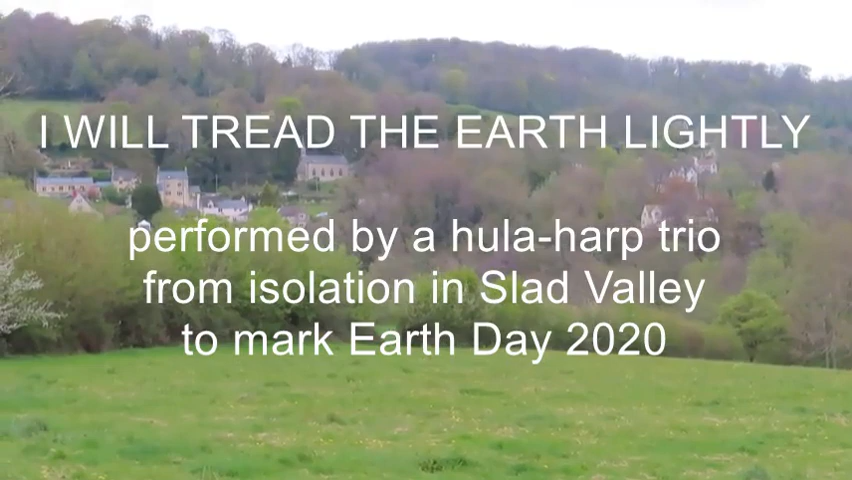 I WILL TREAD THE EARTH LIGHTLY
performed by a hula-harp trio
from isolation in Slad Valley
to mark Earth Day 2020